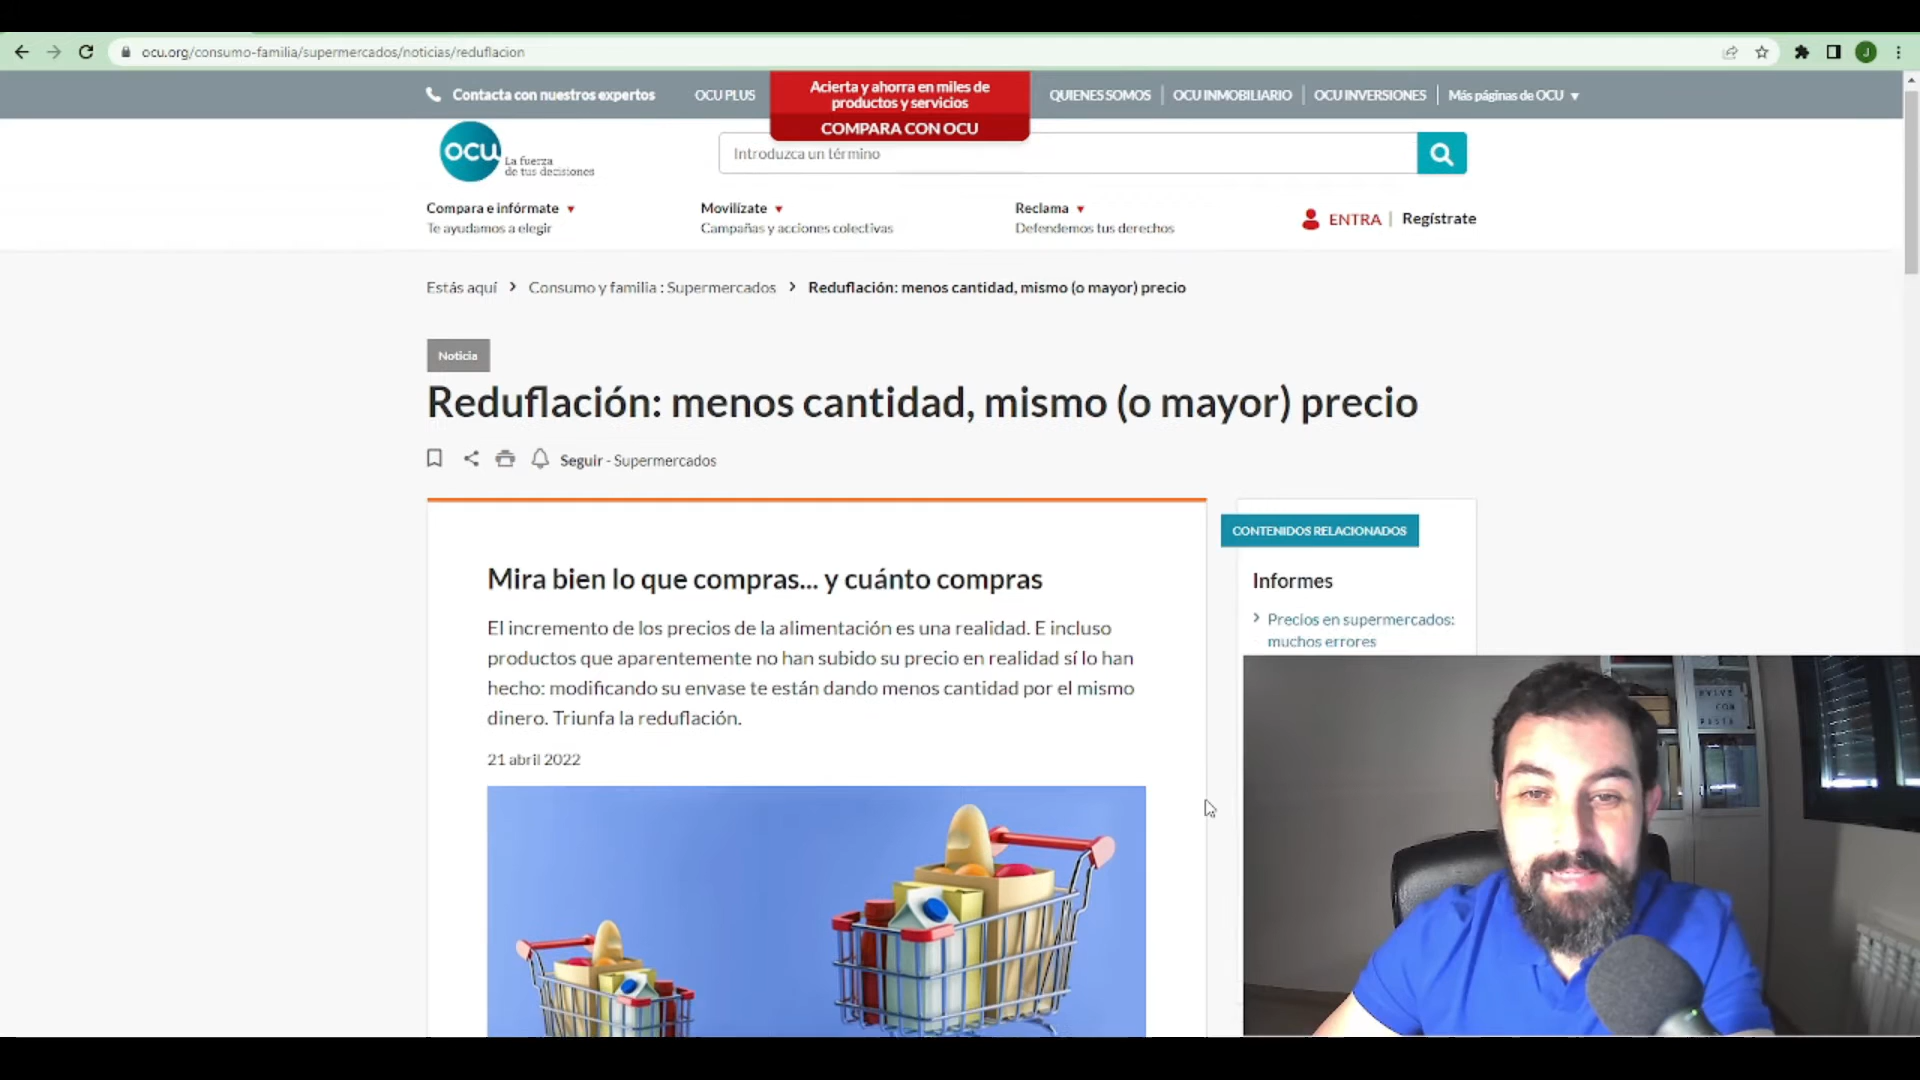 ocu.org/consumo-familia/supermercados/noticias/reduflacion
J
Contacta con nuestros expertos
OCU PLUS
Acierta y ahorra en miles de
productos y servicios
COMPARA CON OCU
QUIENES SOMOS
OCU INMOBILIARIO
OCU INVERSIONES
Más páginas de OCU
ocu La fuerza
de tus decisiones
Introduzca un término
Compara e infórmate
Te ayudamos a elegir
Movilízate
Campañas y acciones colectivas
Reclama
Defendemos tus derechos
ENTRA
Regístrate
Estás aquí > Consumo y familia : Supermercados > Reduflación: menos cantidad, mismo (o mayor) precio
Noticia
Reduflación: menos cantidad, mismo (o mayor) precio
Seguir - Supermercados
Mira bien lo que compras... y cuánto compras
El incremento de los precios de la alimentación es una realidad. E incluso
productos que aparentemente no han subido su precio en realidad sí lo han
hecho: modificando su envase te están dando menos cantidad por el mismo
dinero. Triunfa la reduflación.
21 abril 2022
CONTENIDOS RELACIONADOS
Informes
> Precios en supermercados:
muchos errores